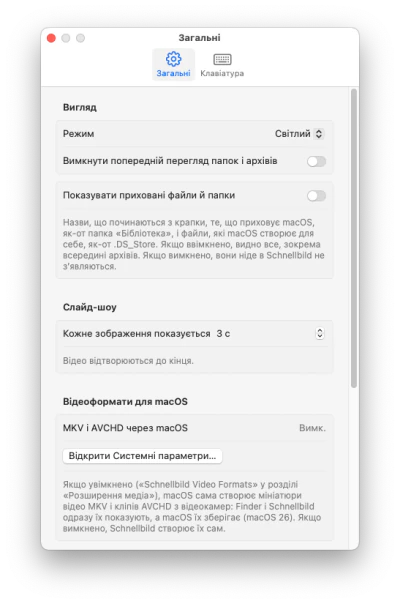 Загальні
Загальні
Клавіатура
Вигляд
Режим
Світлий
Вимкнути попередній перегляд папок і архівів
Показувати приховані файли й папки
Назви, що починаються з крапки, те, що приховує macOS,
як-от папка «Бібліотека», і файли, які macOS створює для
себе, як-от .DS_Store. Якщо ввімкнено, видно все, зокрема
всередині архівів. Якщо вимкнено, вони ніде в Schnellbild не
з'являються.
Слайд-шоу
Кожне зображення показується 3 с
Відео відтворюються до кінця.
Відеоформати для macOS
MKV і AVCHD через macOS
Вимк.
Відкрити Системні параметри...
Якщо увімкнено («Schnellbild Video Formats» у розділі
«Розширення медіа»), macOS сама створює мініатюри
відео MKV і кліпів AVCHD з відеокамер: Finder і Schnellbild
одразу їх показують, а macOS їх зберігає (macOS 26). Якщо
вимкнено, Schnellbild створює їх сам.